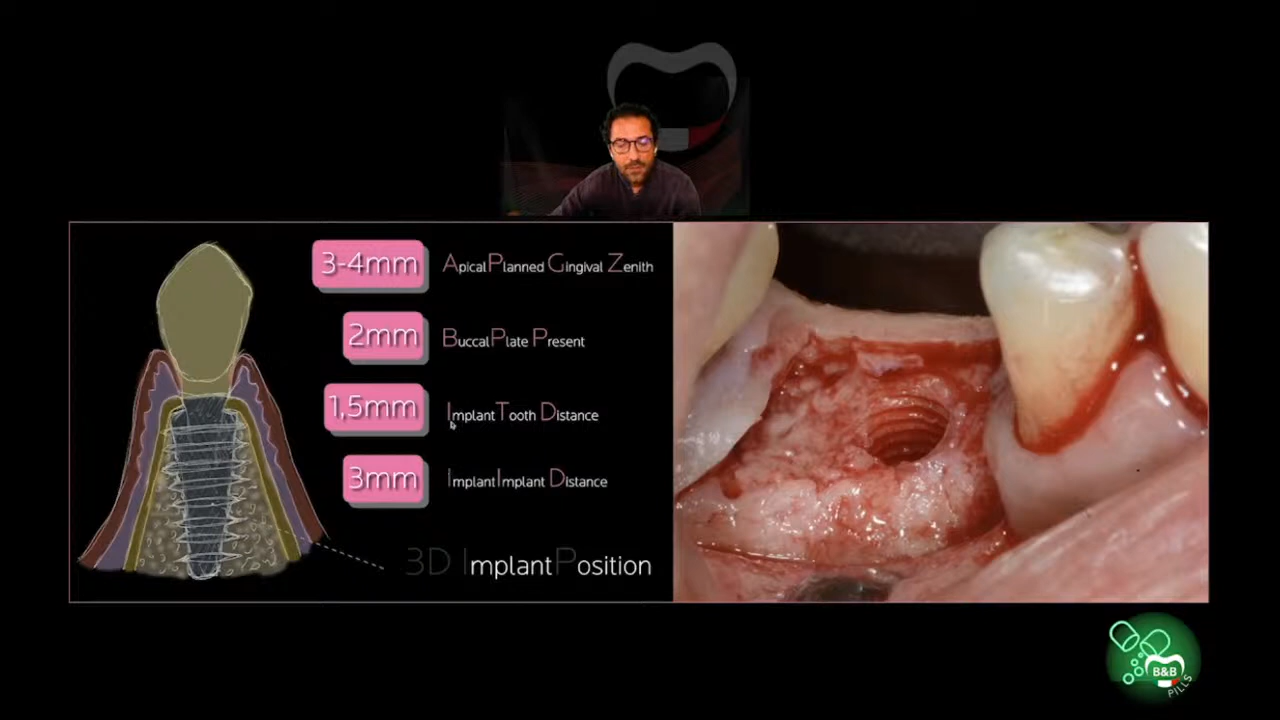 3-4mm Apical Planned Gingival Zenith
2mm Buccal Plate Present
1,5mm Implant Tooth Distance
3mm Implant Implant Distance
3D Implant Position
B&B
PILLS